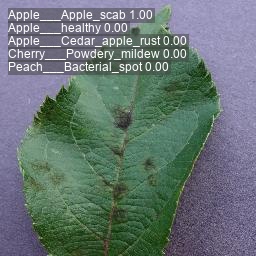 Apple___Apple_scab 1.00
Apple___healthy 0.00
Apple___Cedar_apple_rust 0.00
Cherry___Powdery_mildew 0.00
Peach___Bacterial_spot 0.00